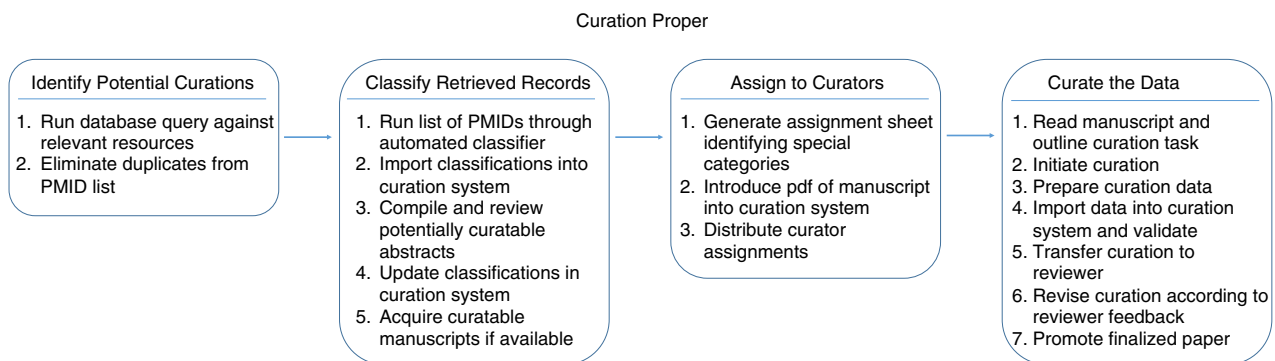 Curation Proper
Identify Potential Curations
1. Run database query against
relevant resources
2. Eliminate duplicates from
PMID list
Classify Retrieved Records
1. Run list of PMIDs through
automated classifier
2. Import classifications into
curation system
3. Compile and review
potentially curatable
abstracts
4. Update classifications in
curation system
5. Acquire curatable
manuscripts if available
Assign to Curators
1. Generate assignment sheet
identifying special
categories
2. Introduce pdf of manuscript
into curation system
3. Distribute curator
assignments
Curate the Data
1. Read manuscript and
outline curation task
2. Initiate curation
3. Prepare curation data
4. Import data into curation
system and validate
5. Transfer curation to
reviewer
6. Revise curation according to
reviewer feedback
7. Promote finalized paper